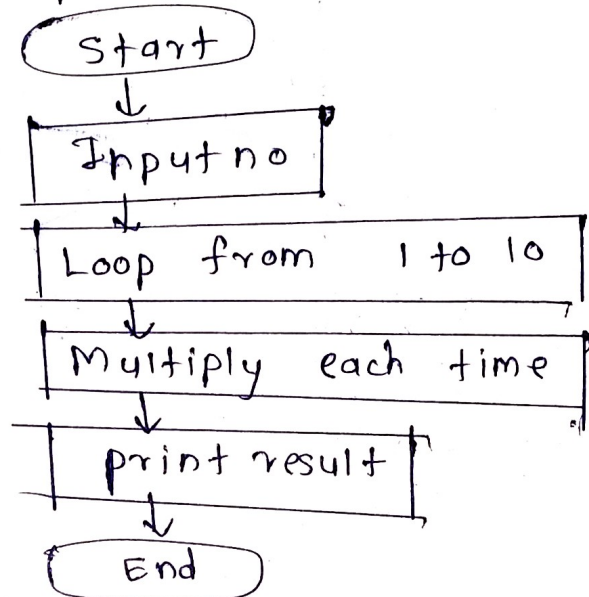 Start
Input no
Loop from 1 to 10
Multiply each time
print result
End